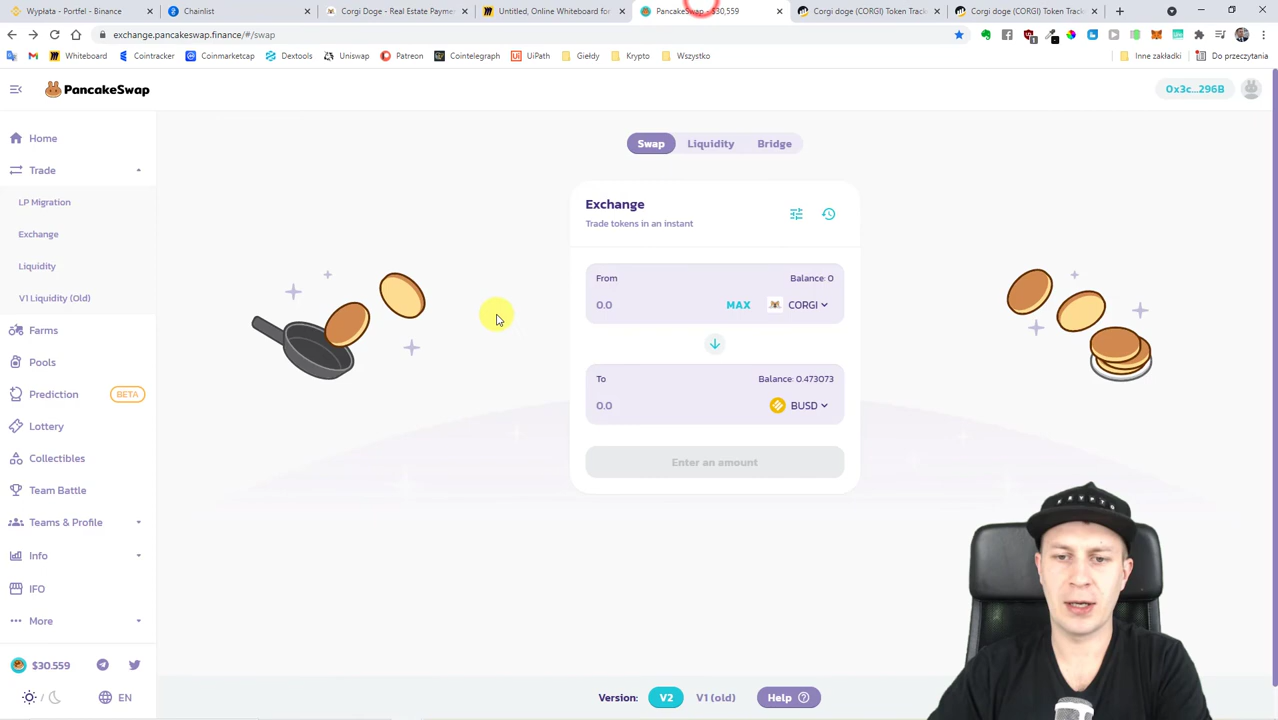 Wypłata - Portfel - Binance
Chainlist
Corgi Doge - Real Estate Payme
Untitled, Online Whiteboard for
PancakeSwap - $30,559
Corgi doge (CORGI) Token Track
Corgi doge (CORGI) Token Track
exchange.pancakeswap.finance/#/swap
Whiteboard
Cointracker
Coinmarketcap
Dextools
Uniswap
Patreon
Cointelegraph
UiPath
Giełdy
Krypto
Wszystko
Inne zakładki
Do przeczytania
PancakeSwap
0x3c...296B
Home
Trade
LP Migration
Exchange
Liquidity
V1 Liquidity (Old)
Farms
Pools
Prediction
BETA
Lottery
Collectibles
Team Battle
Teams & Profile
Info
IFO
More
$30.559
EN
Swap
Liquidity
Bridge
Exchange
Trade tokens in an instant
From
Balance: 0
0.0
MAX
CORGI
To
Balance: 0.473073
0.0
BUSD
Enter an amount
Version:
V2
V1 (old)
Help
KRYPTO